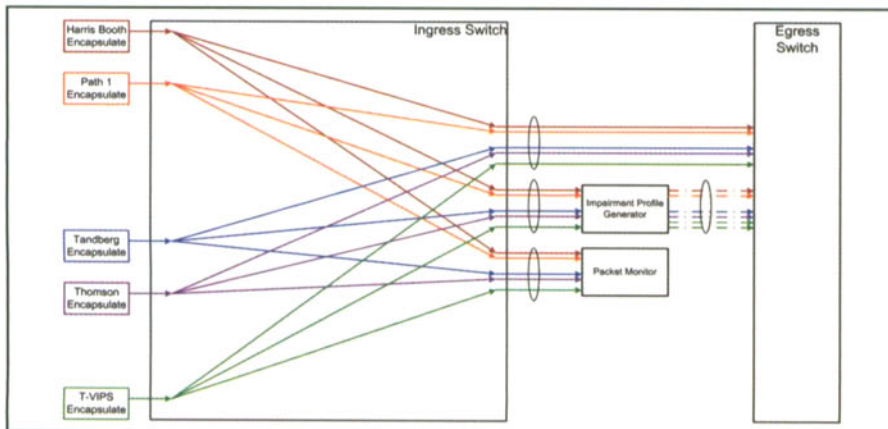 Harris Booth
Encapsulate
Ingress Switch
Egress
Switch
Path 1
Encapsulate
Impairment Profile
Generator
Tandberg
Encapsulate
Packet Monitor
Thomson
Encapsulate
T-VIPS
Encapsulate